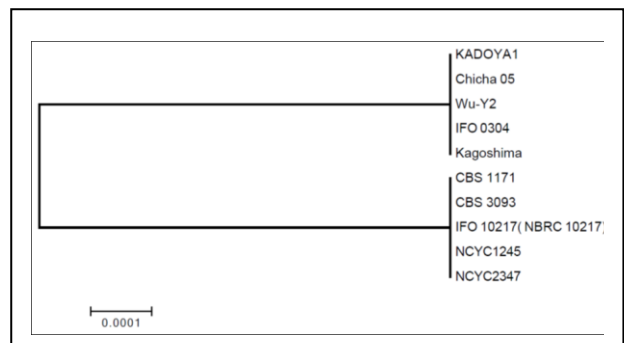 KADOYA1
Chicha 05
Wu-Y2
IFO 0304
Kagoshima
CBS 1171
CBS 3093
IFO 10217( NBRC 10217)
NCYC1245
NCYC2347
0.0001